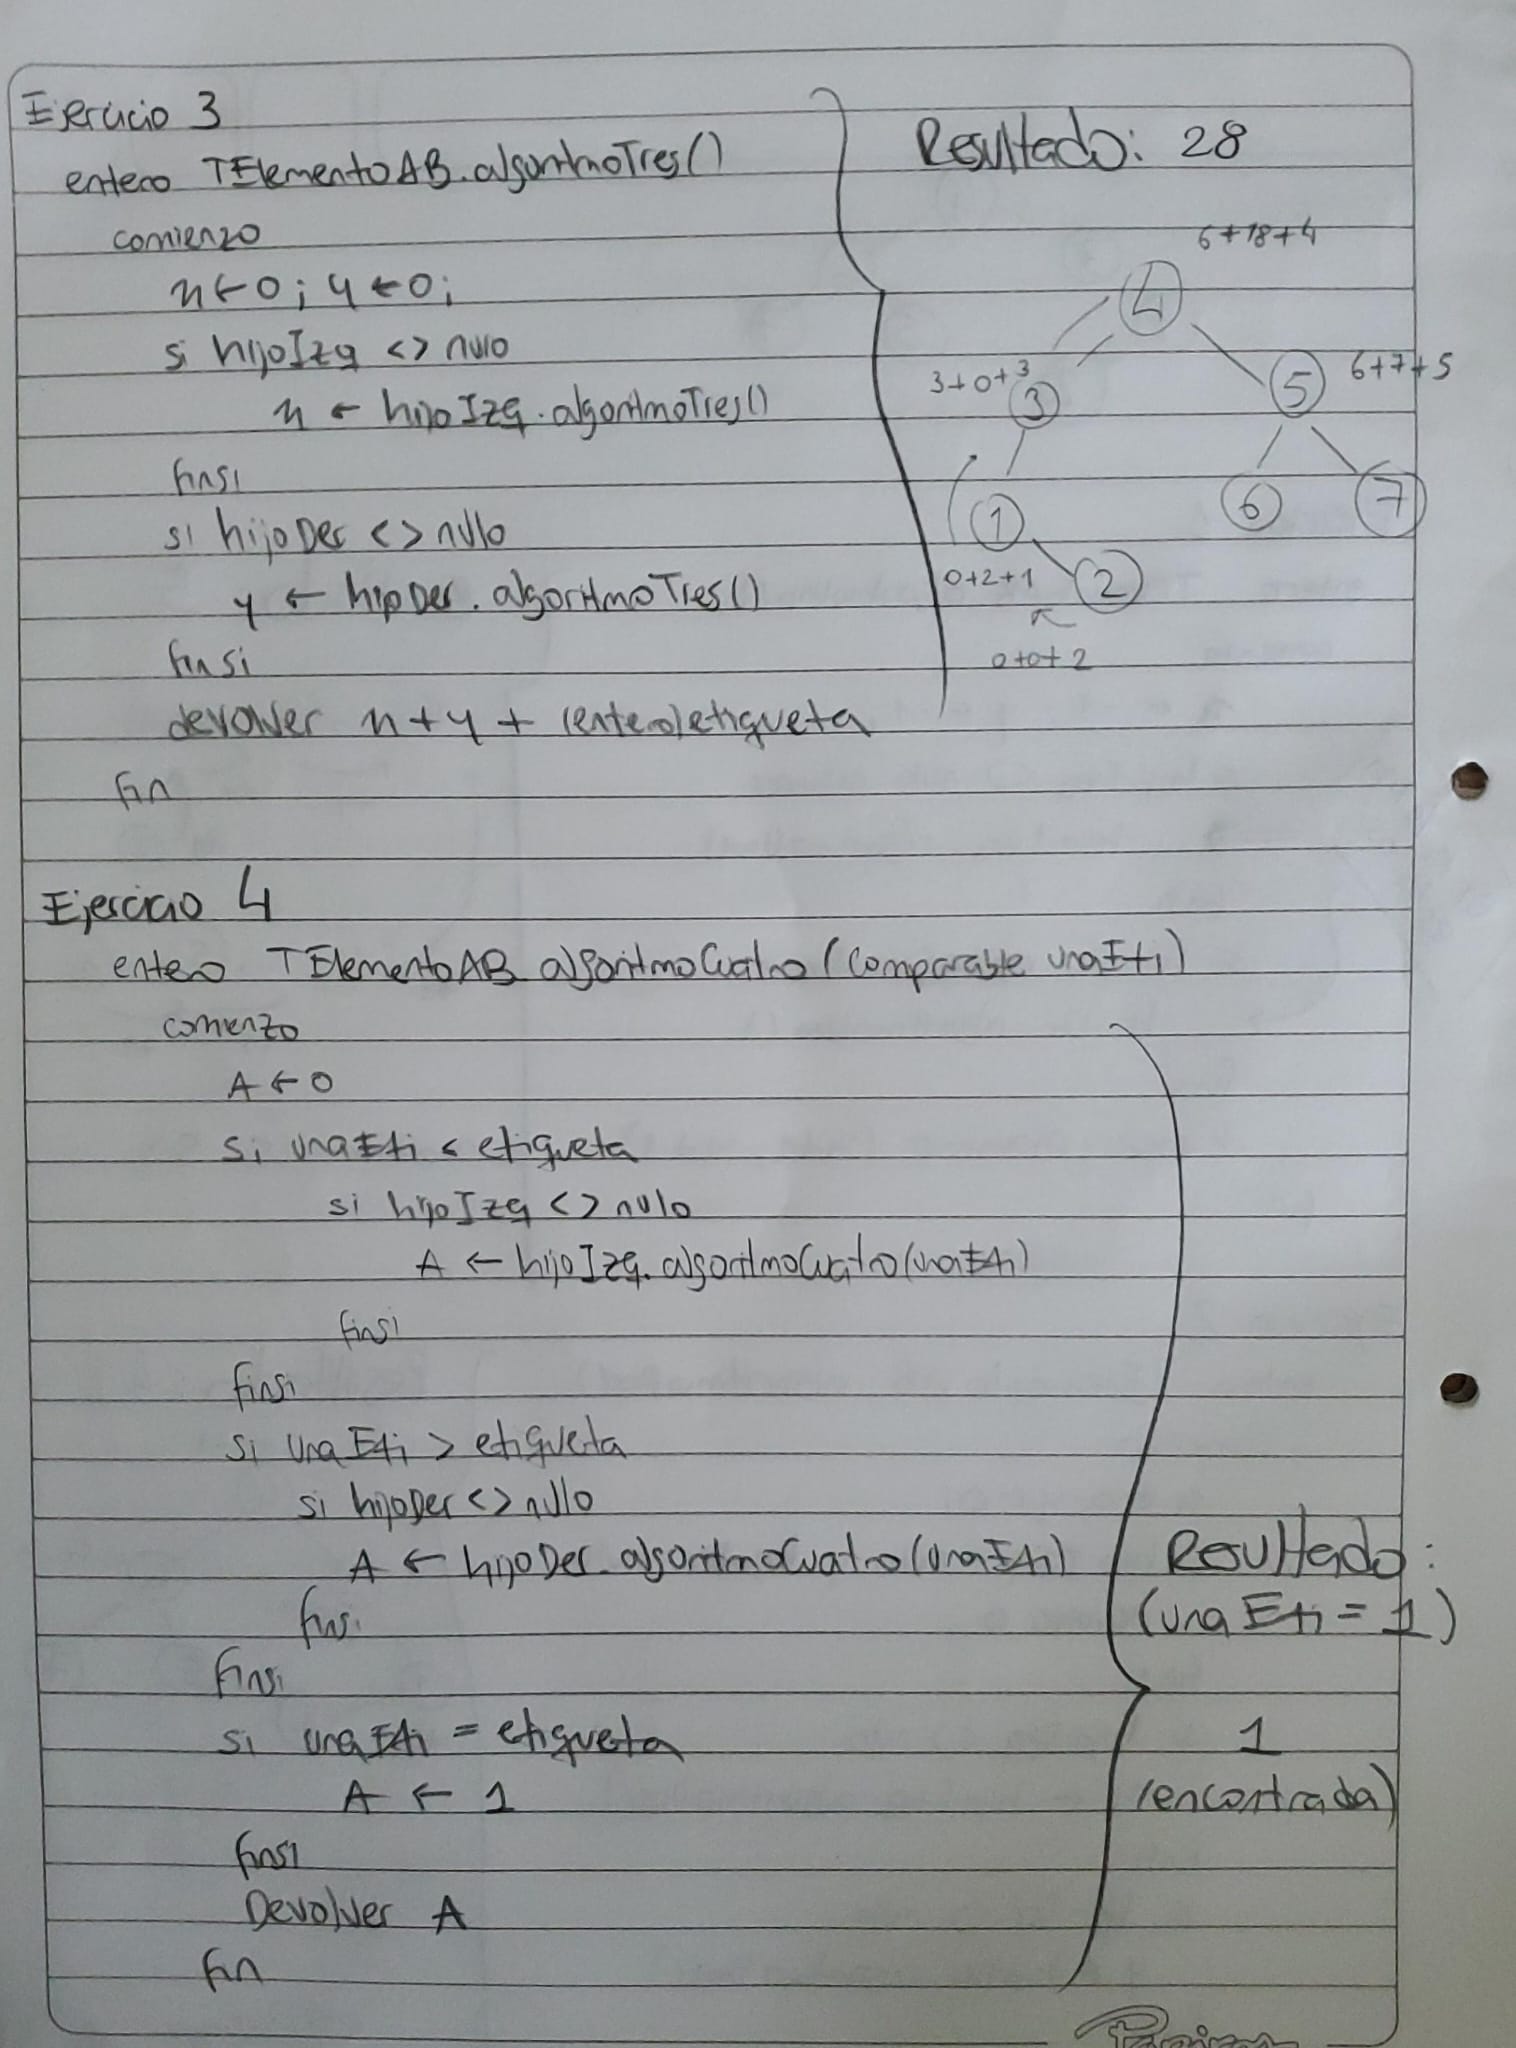 Ejercicio 3
entero TElementoAB.algoritmoTres()
comienzo
x ← 0; y ← 0;
si hijoIzq <> nulo
x ← hijoIzq.algoritmoTres()
finsi
si hijoDer <> nulo
y ← hijoDer.algoritmoTres()
finsi
devolver x + y + (entero)etiqueta
fin
Resultado: 28
6+18+4
4
3+0+3
3
5
6+7+5
1
6
7
0+2+1
2
0+0+2
Ejercicio 4
entero TElementoAB algoritmoCuatro (Comparable unaEti)
comienzo
A ← 0
si unaEti < etiqueta
si hijoIzq <> nulo
A ← hijoIzq.algoritmoCuatro(unaEti)
finsi
finsi
si unaEti > etiqueta
si hijoDer <> nulo
A ← hijoDer.algoritmoCuatro(unaEti)
finsi
finsi
si unaEti = etiqueta
A ← 1
finsi
Devolver A
fin
Resultado:
(unaEti = 1)
1
(encontrada)